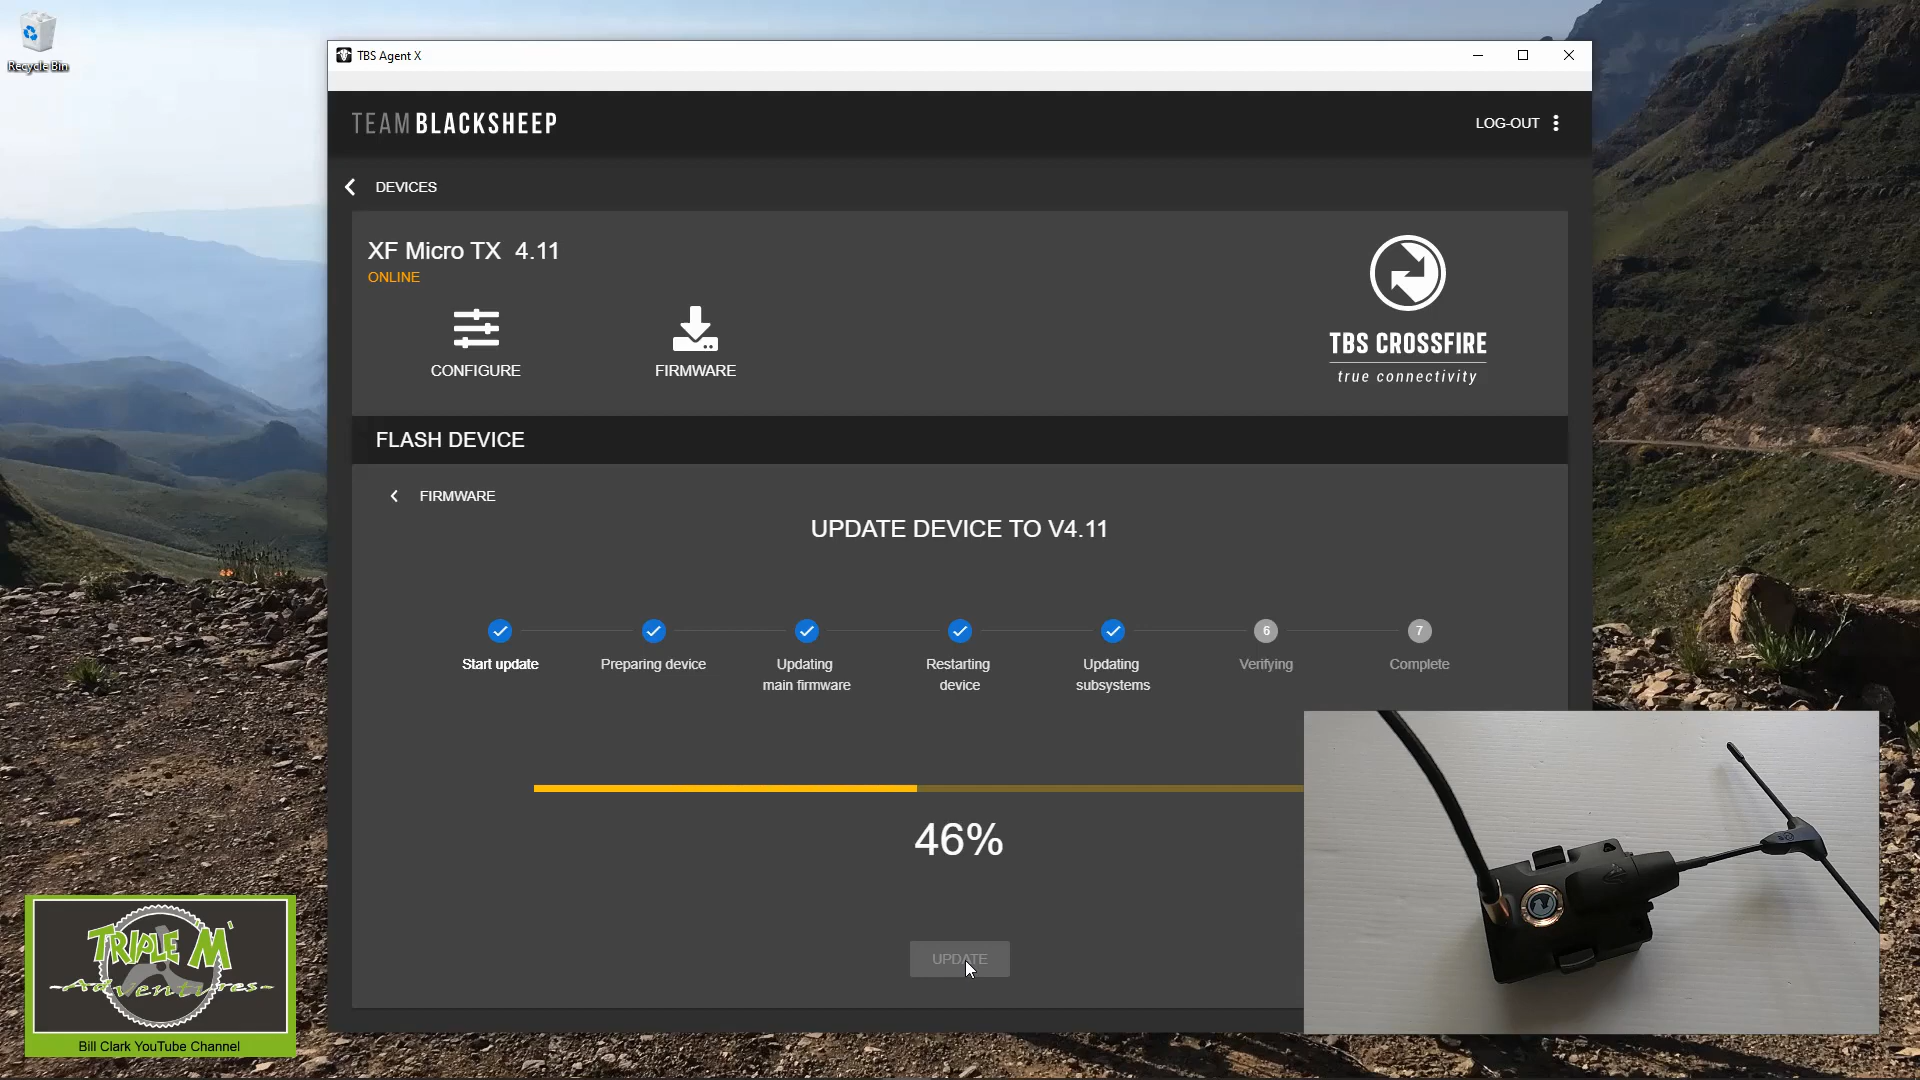 Recycle Bin
TBS Agent X
TEAM BLACKSHEEP
LOG-OUT
DEVICES
XF Micro TX 4.11
ONLINE
CONFIGURE
FIRMWARE
TBS CROSSFIRE
true connectivity
FLASH DEVICE
FIRMWARE
UPDATE DEVICE TO V4.11
6
7
Start update
Preparing device
Updating
main firmware
Restarting
device
Updating
subsystems
Verifying
Complete
46%
UPDATE
TRIPLE M`
-Adventures-
Bill Clark YouTube Channel